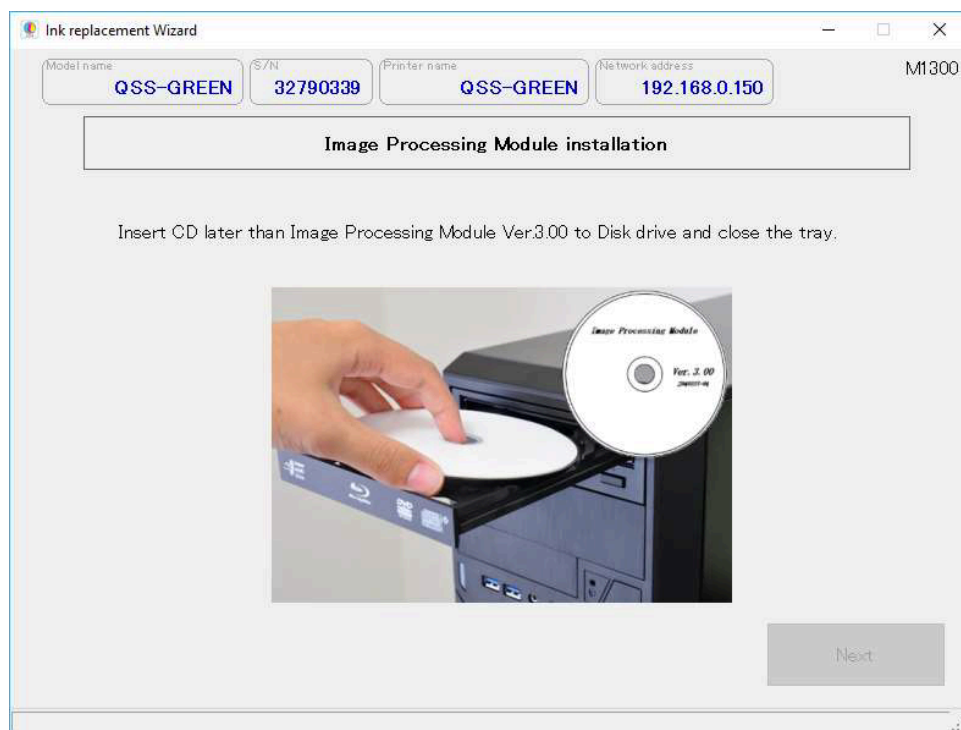 Ink replacement Wizard
Model name
QSS-GREEN
S/N
32790339
Printer name
QSS-GREEN
Network address
192.168.0.150
M1300
Image Processing Module installation
Insert CD later than Image Processing Module Ver.3.00 to Disk drive and close the tray.
Image Processing Module
Ver. 3.00
Next